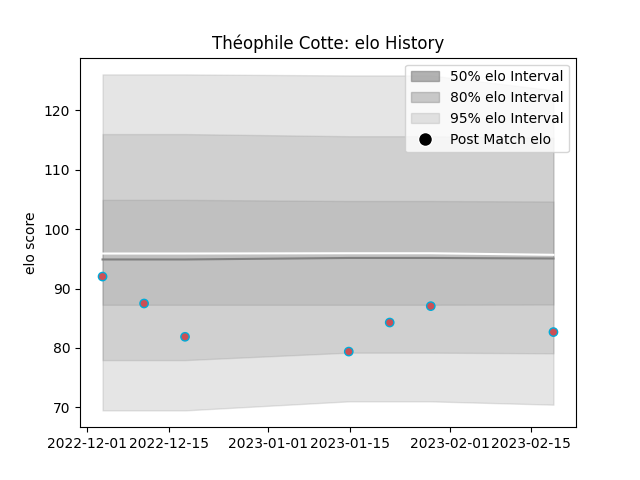 Théophile Cotte: elo History
50% elo Interval
80% elo Interval
95% elo Interval
Post Match elo
elo score
120
110
100
90
80
70
2022-12-01 2022-12-15 2023-01-01 2023-01-15 2023-02-01 2023-02-15